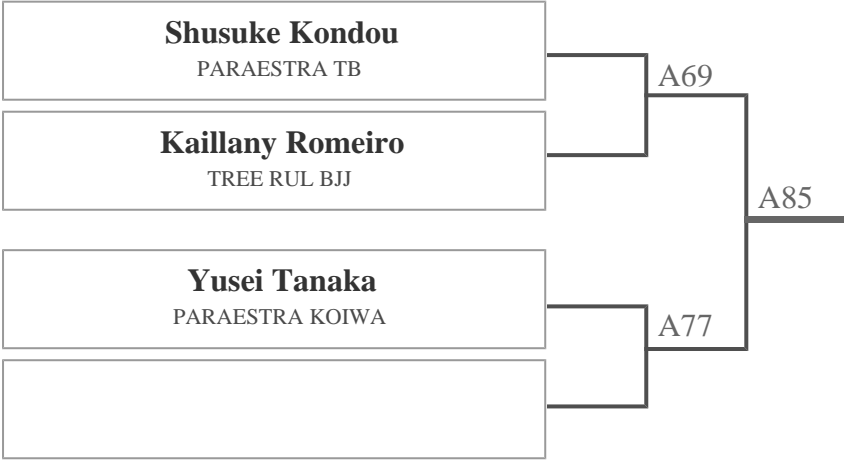 Shusuke Kondou
PARAESTRA TB
A69
Kaillany Romeiro
TREE RUL BJJ
A85
Yusei Tanaka
PARAESTRA KOIWA
A77